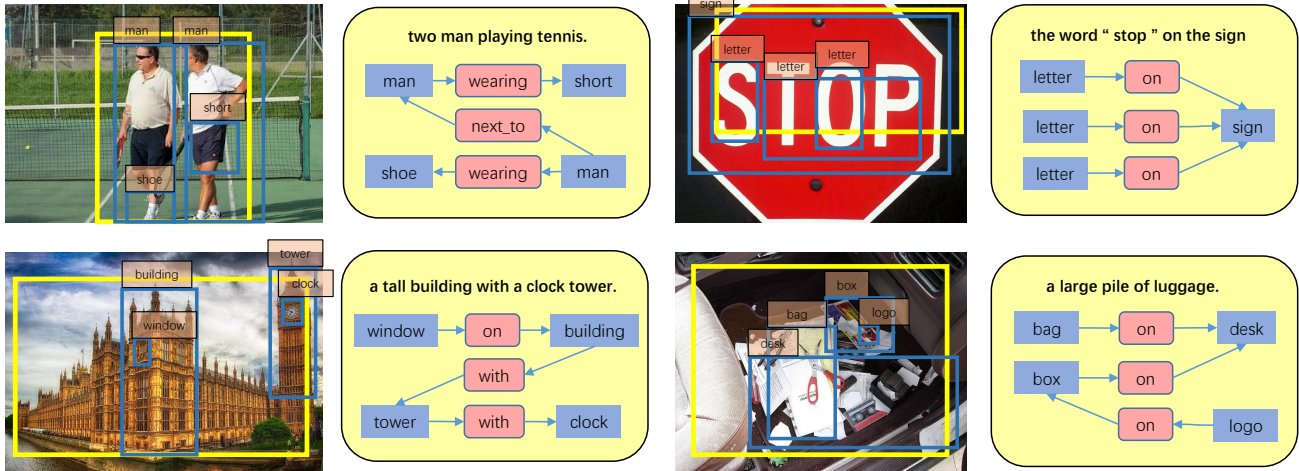 man man
short
shoe
two man playing tennis.
man wearing short
next_to
shoe wearing man
sign
letter
letter
letter
STOP
the word “ stop ” on the sign
letter on
letter on sign
letter on
tower
building
clock
window
a tall building with a clock tower.
window on building
with
tower with clock
box
bag
logo
desk
a large pile of luggage.
bag on desk
box on
on logo